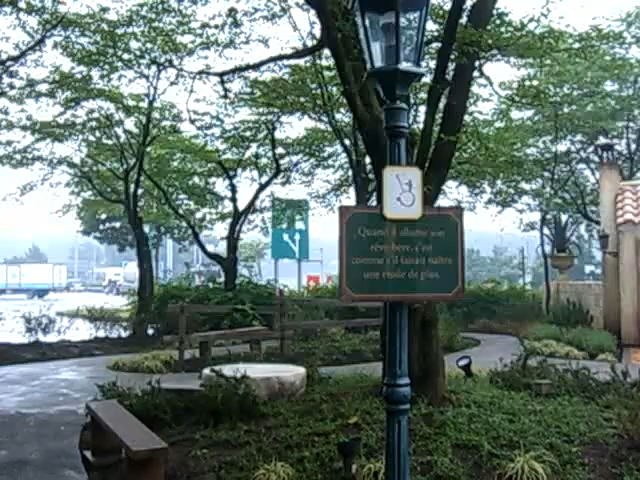 Quand il allume son
réverbère, c'est
comme s'il faisait naître
une étoile de plus,